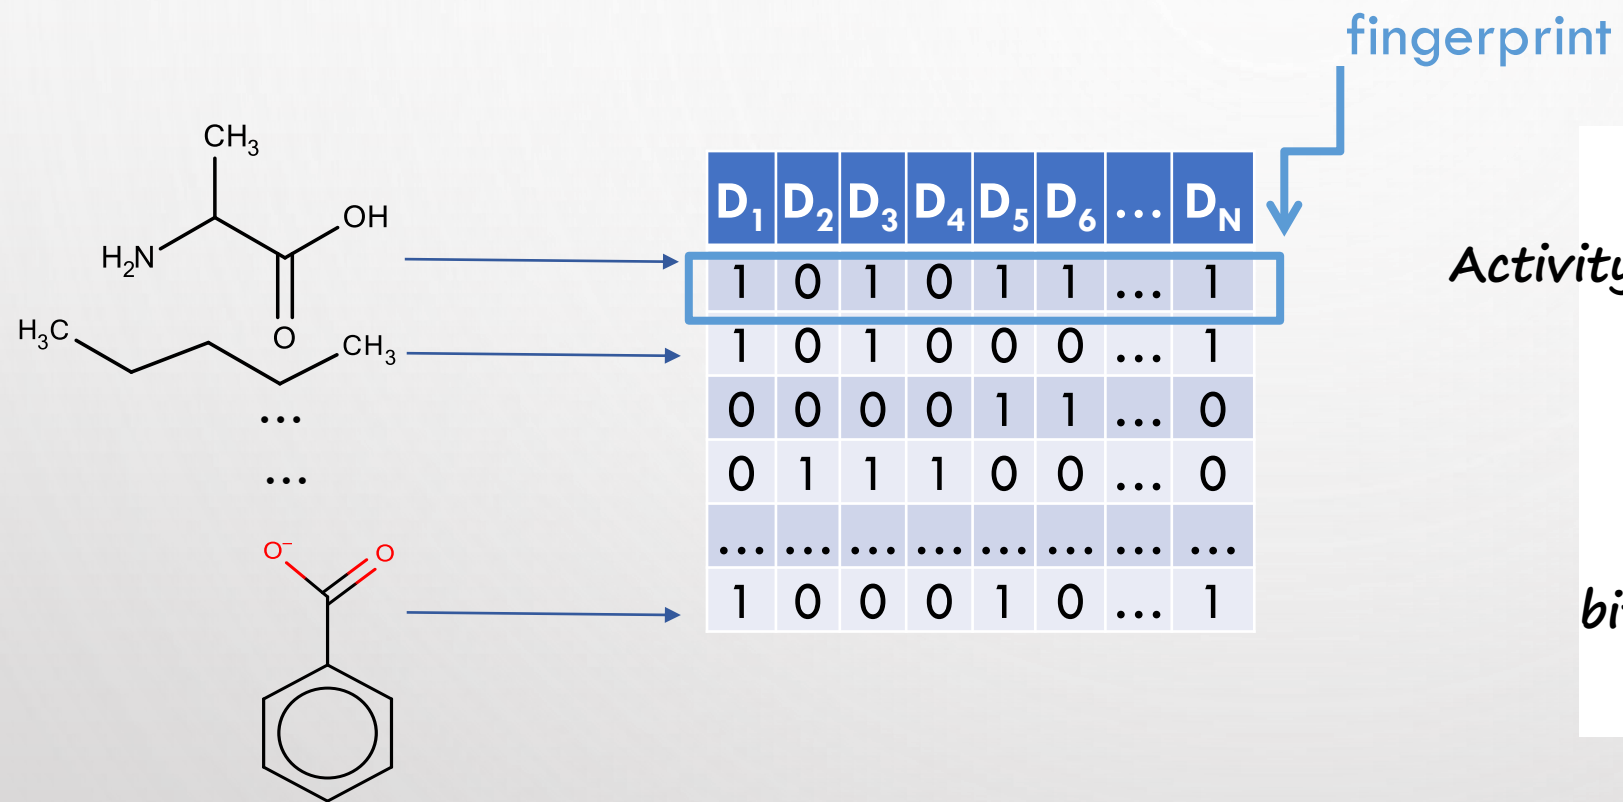 fingerprint
CH₃
H₂N
OH
O
H₃C
CH₃
...
...
O⁻
O
D₁ D₂ D₃ D₄ D₅ D₆ ... D_N
1 0 1 0 1 1 ... 1
1 0 1 0 0 0 ... 1
0 0 0 0 1 1 ... 0
0 1 1 1 0 0 ... 0
... ... ... ... ... ... ... ...
1 0 0 0 1 0 ... 1
Activity